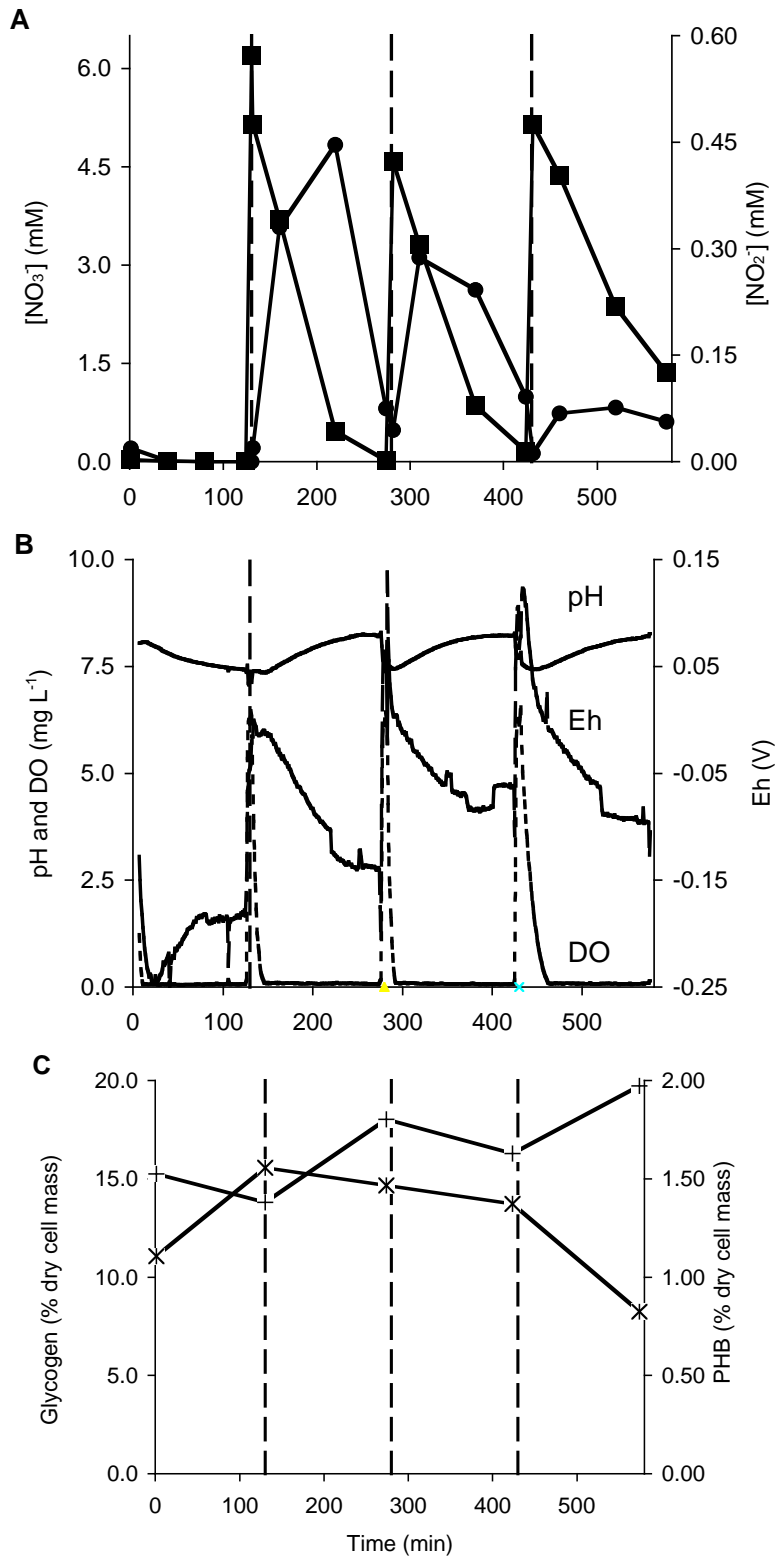 A
6.0
4.5
3.0
1.5
0.0
[NO₃⁻] (mM)
0.60
0.45
0.30
0.15
0.00
[NO₂⁻] (mM)
0 100 200 300 400 500
B
10.0
7.5
5.0
2.5
0.0
pH and DO (mg L⁻¹)
pH
Eh
DO
0.15
0.05
-0.05
-0.15
-0.25
Eh (V)
0 100 200 300 400 500
C
20.0
15.0
10.0
5.0
0.0
Glycogen (% dry cell mass)
2.00
1.50
1.00
0.50
0.00
PHB (% dry cell mass)
0 100 200 300 400 500
Time (min)